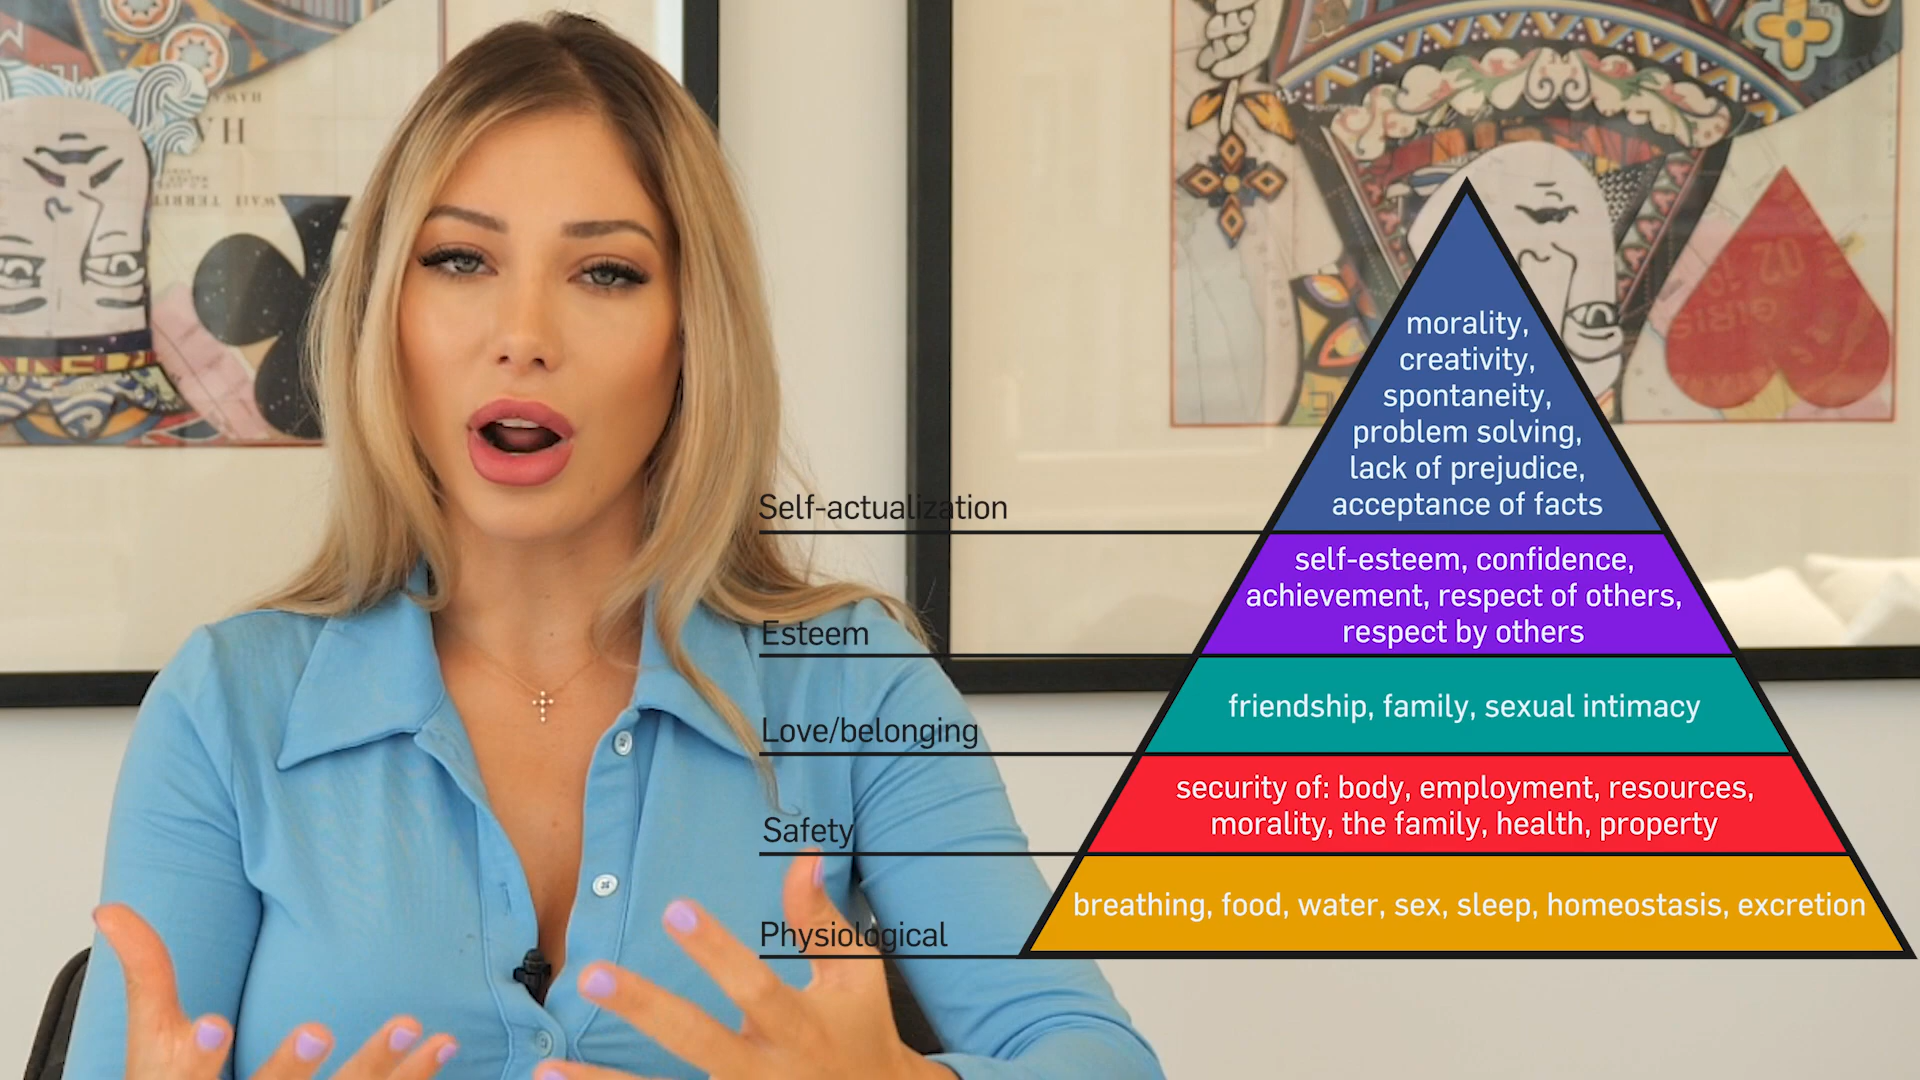 morality,
creativity,
spontaneity,
problem solving,
lack of prejudice,
acceptance of facts
Self-actualization
self-esteem, confidence,
achievement, respect of others,
respect by others
Esteem
friendship, family, sexual intimacy
Love/belonging
security of: body, employment, resources,
morality, the family, health, property
Safety
breathing, food, water, sex, sleep, homeostasis, excretion
Physiological